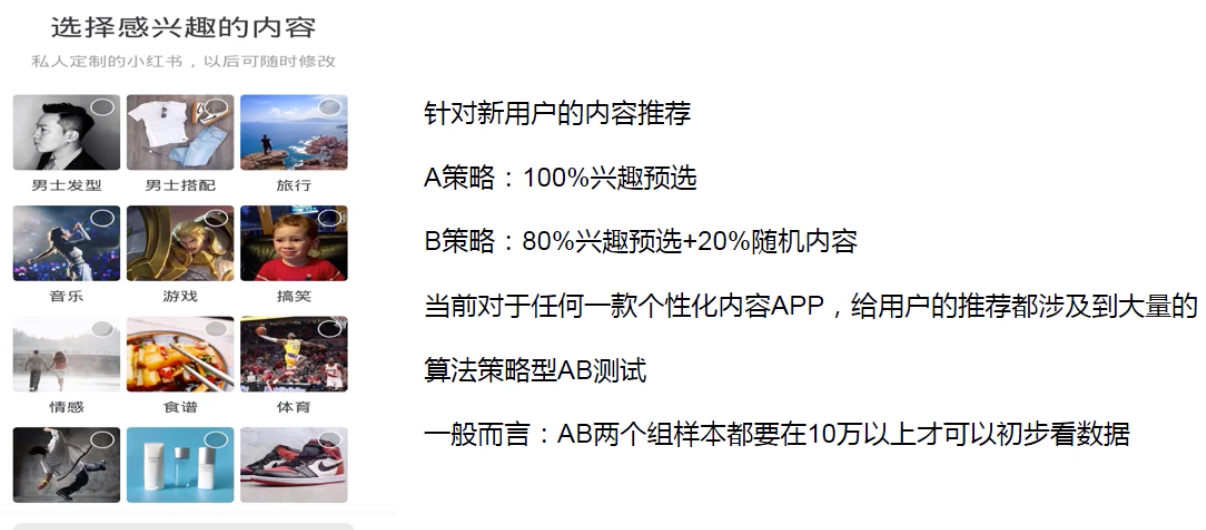 选择感兴趣的内容
私人定制的小红书，以后可随时修改
男士发型
男士搭配
旅行
音乐
游戏
搞笑
情感
食谱
体育
针对新用户的内容推荐
A策略：100%兴趣预选
B策略：80%兴趣预选+20%随机内容
当前对于任何一款个性化内容APP，给用户的推荐都涉及到大量的
算法策略型AB测试
一般而言：AB两个组样本都要在10万以上才可以初步看数据